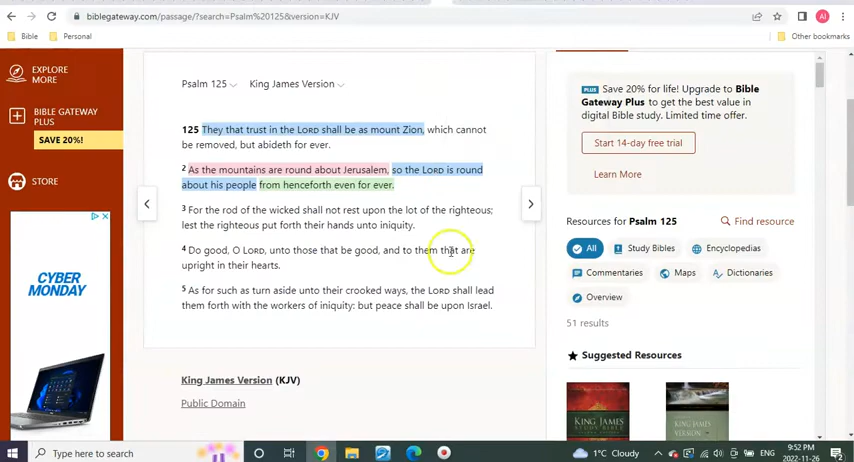 biblegateway.com/passage/?search=Psalm%20125&version=KJV
AI
Bible
Personal
Other bookmarks
EXPLORE
MORE
BIBLE GATEWAY
PLUS
SAVE 20%!
STORE
CYBER
MONDAY
Psalm 125
King James Version
125 They that trust in the LORD shall be as mount Zion, which cannot
be removed, but abideth for ever.
2 As the mountains are round about Jerusalem, so the LORD is round
about his people from henceforth even for ever.
3 For the rod of the wicked shall not rest upon the lot of the righteous;
lest the righteous put forth their hands unto iniquity.
4 Do good, O LORD, unto those that be good, and to them that are
upright in their hearts.
5 As for such as turn aside unto their crooked ways, the LORD shall lead
them forth with the workers of iniquity: but peace shall be upon Israel.
King James Version (KJV)
Public Domain
PLUS Save 20% for life! Upgrade to Bible
Gateway Plus to get the best value in
digital Bible study. Limited time offer.
Start 14-day free trial
Learn More
Resources for Psalm 125
Find resource
All
Study Bibles
Encyclopedias
Commentaries
Maps
Dictionaries
Overview
51 results
Suggested Resources
KING JAMES
STUDY BIBLE
KING JAMES
VERSION
Type here to search
1°C Cloudy
ENG
9:52 PM
2022-11-26
2